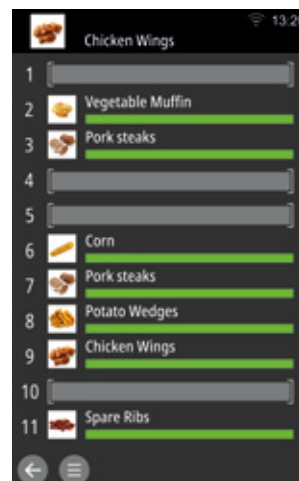 13:2
Chicken Wings
1
2 Vegetable Muffin
3 Pork steaks
4
5
6 Corn
7 Pork steaks
8 Potato Wedges
9 Chicken Wings
10
11 Spare Ribs